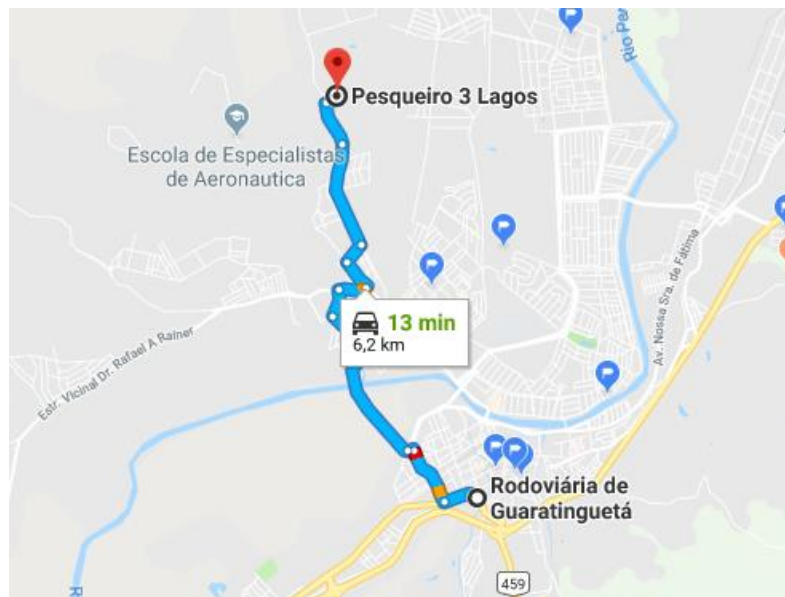 Rio Par
Pesqueiro 3 Lagos
Escola de Especialistas
de Aeronautica
Av. Nossa Sra. de Fátima
13 min
6,2 km
Estr. Vicinal Dr. Rafael A Rainer
Rodoviária de
Guaratinguetá
459
R